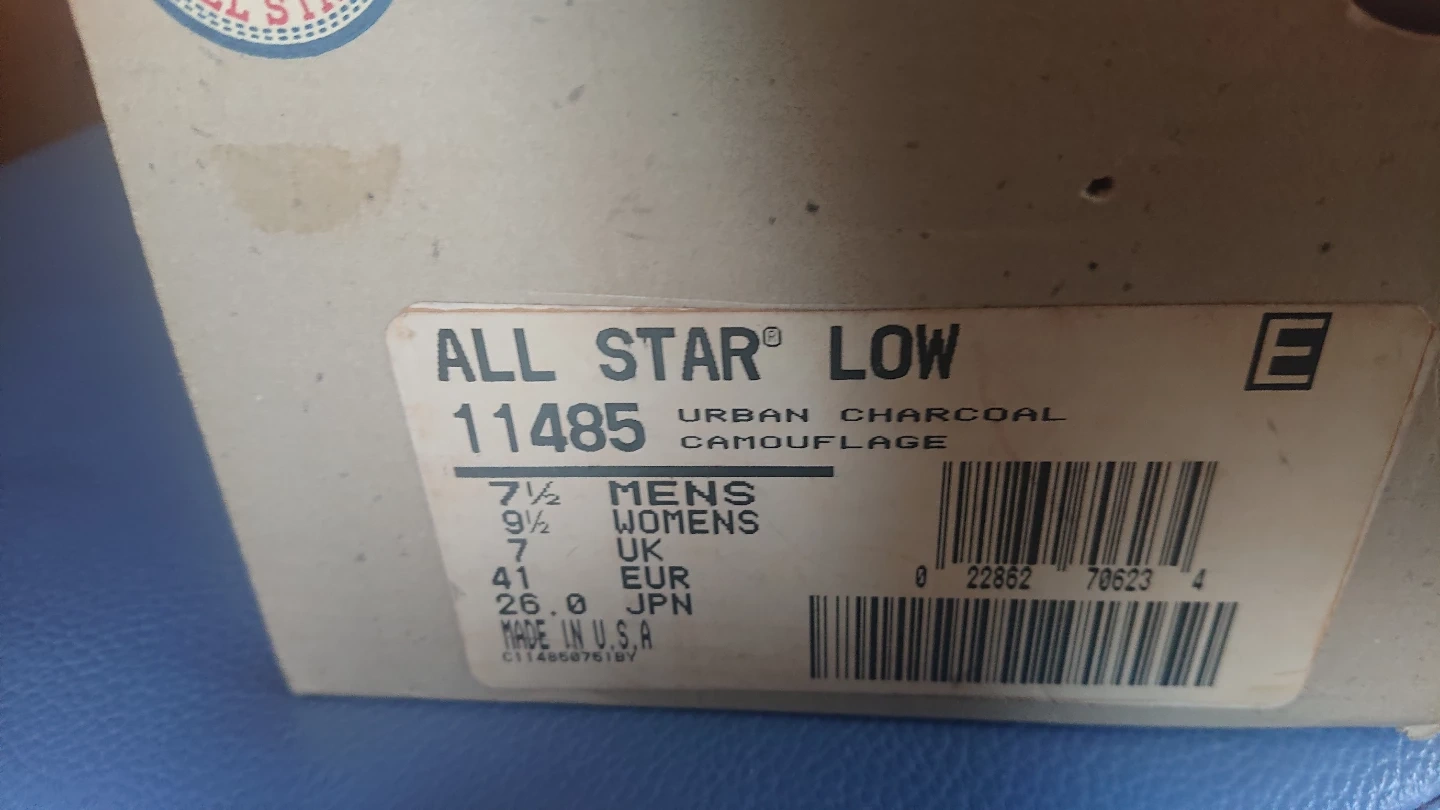 ALL STAR® LOW
E
11485 URBAN CHARCOAL
CAMOUFLAGE
7½ MENS
9½ WOMENS
7 UK
41 EUR
26.0 JPN
MADE IN U.S.A
C114850751BY
0 22862 70623 4